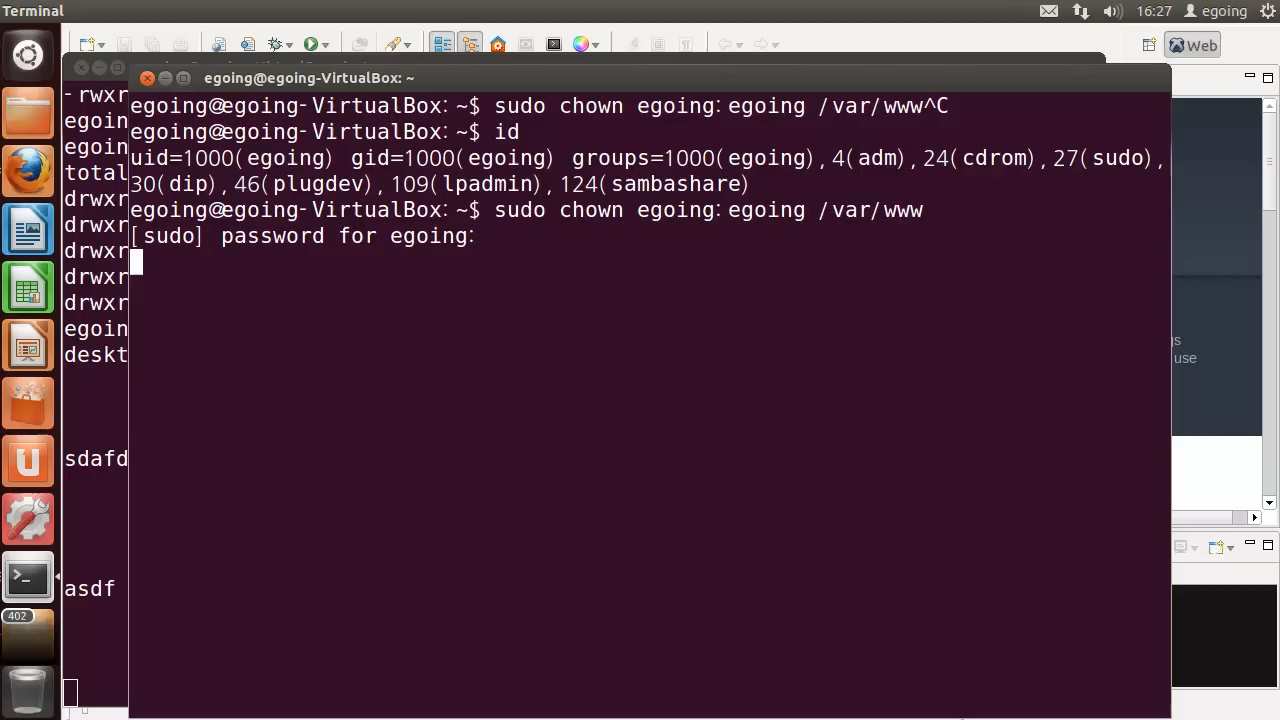 Terminal
16:27
egoing
Web
egoing@egoing-VirtualBox: ~
egoing@egoing-VirtualBox:~$ sudo chown egoing:egoing /var/www^C
egoing@egoing-VirtualBox:~$ id
uid=1000(egoing) gid=1000(egoing) groups=1000(egoing),4(adm),24(cdrom),27(sudo),
30(dip),46(plugdev),109(lpadmin),124(sambashare)
egoing@egoing-VirtualBox:~$ sudo chown egoing:egoing /var/www
[sudo] password for egoing:
-rwxr
egoing
egoin
total
drwxr
drwxr
drwxr
drwxr
drwxr
egoin
deskt
sdafd
asdf
402
use